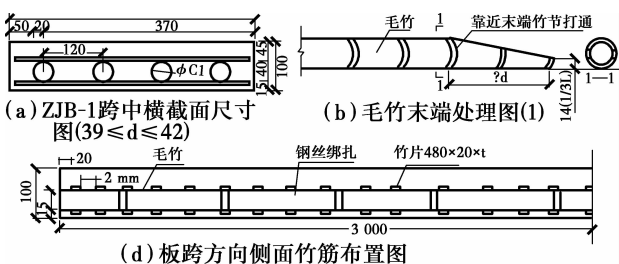 50 20
370
120
φC1
15 40 45
100
(a)ZJB-1跨中横截面尺寸
图(39≤d≤42)
1
毛竹
靠近末端竹节打通
?d
1
14(1/3L)
1—1
(b)毛竹末端处理图(1)
20
毛竹
钢丝绑扎
竹片480×20×t
2 mm
100
15
3 000
(d)板跨方向侧面竹筋布置图